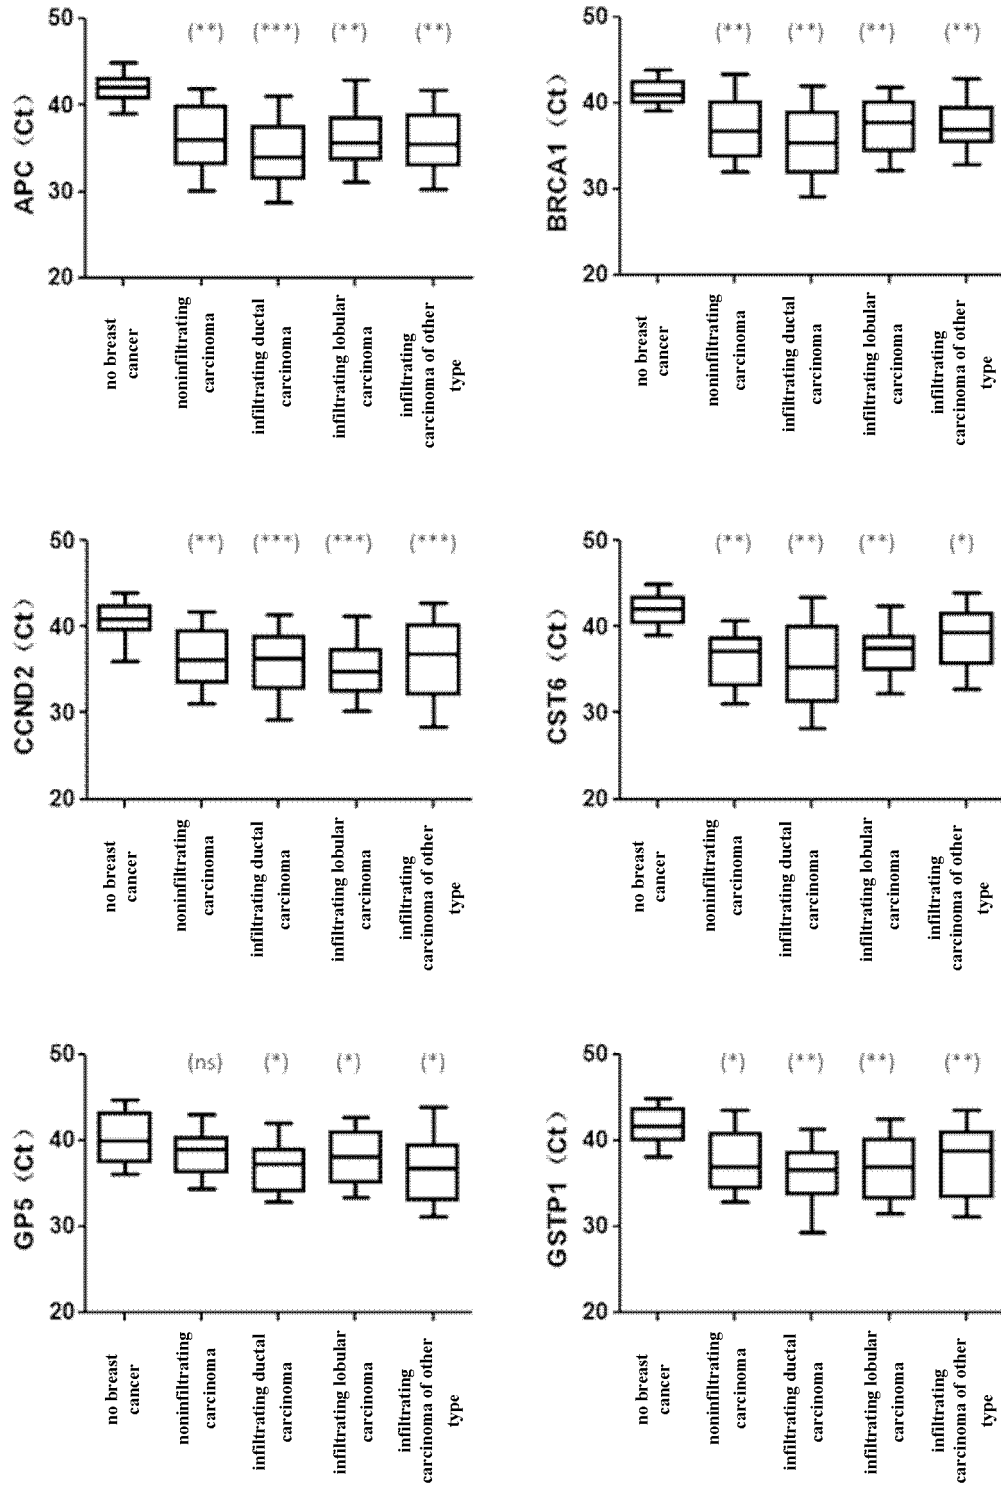 50
40
30
20
APC (Ct)
(**)
(***)
(**)
(**)
no breast
cancer
noninfiltrating
carcinoma
infiltrating ductal
carcinoma
infiltrating lobular
carcinoma
infiltrating
carcinoma of other
type
50
40
30
20
BRCA1 (Ct)
(**)
(**)
(**)
(**)
no breast
cancer
noninfiltrating
carcinoma
infiltrating ductal
carcinoma
infiltrating lobular
carcinoma
infiltrating
carcinoma of other
type
50
40
30
20
CCND2 (Ct)
(**)
(***)
(***)
(***)
no breast
cancer
noninfiltrating
carcinoma
infiltrating ductal
carcinoma
infiltrating lobular
carcinoma
infiltrating
carcinoma of other
type
50
40
30
20
CST6 (Ct)
(**)
(**)
(**)
(*)
no breast
cancer
noninfiltrating
carcinoma
infiltrating ductal
carcinoma
infiltrating lobular
carcinoma
infiltrating
carcinoma of other
type
50
40
30
20
GP5 (Ct)
(ns)
(*)
(*)
(*)
no breast
cancer
noninfiltrating
carcinoma
infiltrating ductal
carcinoma
infiltrating lobular
carcinoma
infiltrating
carcinoma of other
type
50
40
30
20
GSTP1 (Ct)
(*)
(**)
(**)
(**)
no breast
cancer
noninfiltrating
carcinoma
infiltrating ductal
carcinoma
infiltrating lobular
carcinoma
infiltrating
carcinoma of other
type